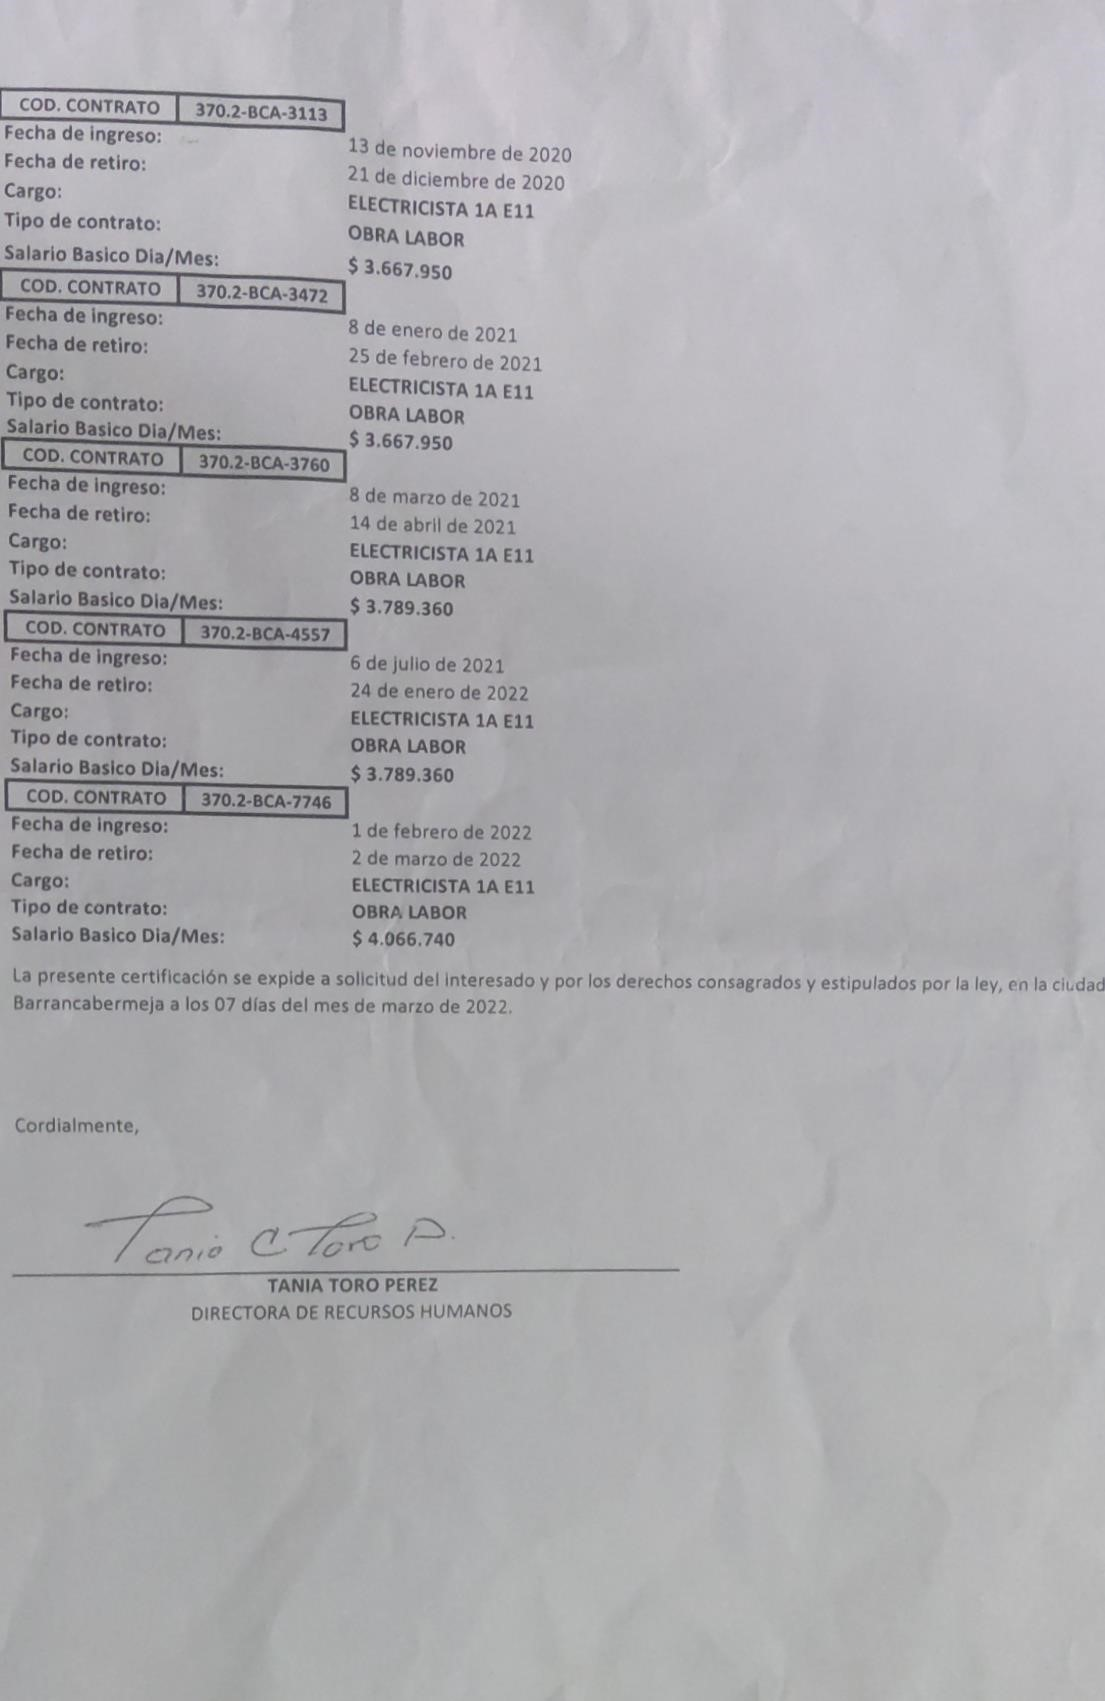 COD. CONTRATO 370.2-BCA-3113
Fecha de ingreso: 13 de noviembre de 2020
Fecha de retiro: 21 de diciembre de 2020
Cargo: ELECTRICISTA 1A E11
Tipo de contrato: OBRA LABOR
Salario Basico Dia/Mes: $ 3.667.950
COD. CONTRATO 370.2-BCA-3472
Fecha de ingreso: 8 de enero de 2021
Fecha de retiro: 25 de febrero de 2021
Cargo: ELECTRICISTA 1A E11
Tipo de contrato: OBRA LABOR
Salario Basico Dia/Mes: $ 3.667.950
COD. CONTRATO 370.2-BCA-3760
Fecha de ingreso: 8 de marzo de 2021
Fecha de retiro: 14 de abril de 2021
Cargo: ELECTRICISTA 1A E11
Tipo de contrato: OBRA LABOR
Salario Basico Dia/Mes: $ 3.789.360
COD. CONTRATO 370.2-BCA-4557
Fecha de ingreso: 6 de julio de 2021
Fecha de retiro: 24 de enero de 2022
Cargo: ELECTRICISTA 1A E11
Tipo de contrato: OBRA LABOR
Salario Basico Dia/Mes: $ 3.789.360
COD. CONTRATO 370.2-BCA-7746
Fecha de ingreso: 1 de febrero de 2022
Fecha de retiro: 2 de marzo de 2022
Cargo: ELECTRICISTA 1A E11
Tipo de contrato: OBRA LABOR
Salario Basico Dia/Mes: $ 4.066.740
La presente certificación se expide a solicitud del interesado y por los derechos consagrados y estipulados por la ley, en la ciudad
Barrancabermeja a los 07 días del mes de marzo de 2022.
Cordialmente,
Tania C Toro P.
TANIA TORO PEREZ
DIRECTORA DE RECURSOS HUMANOS